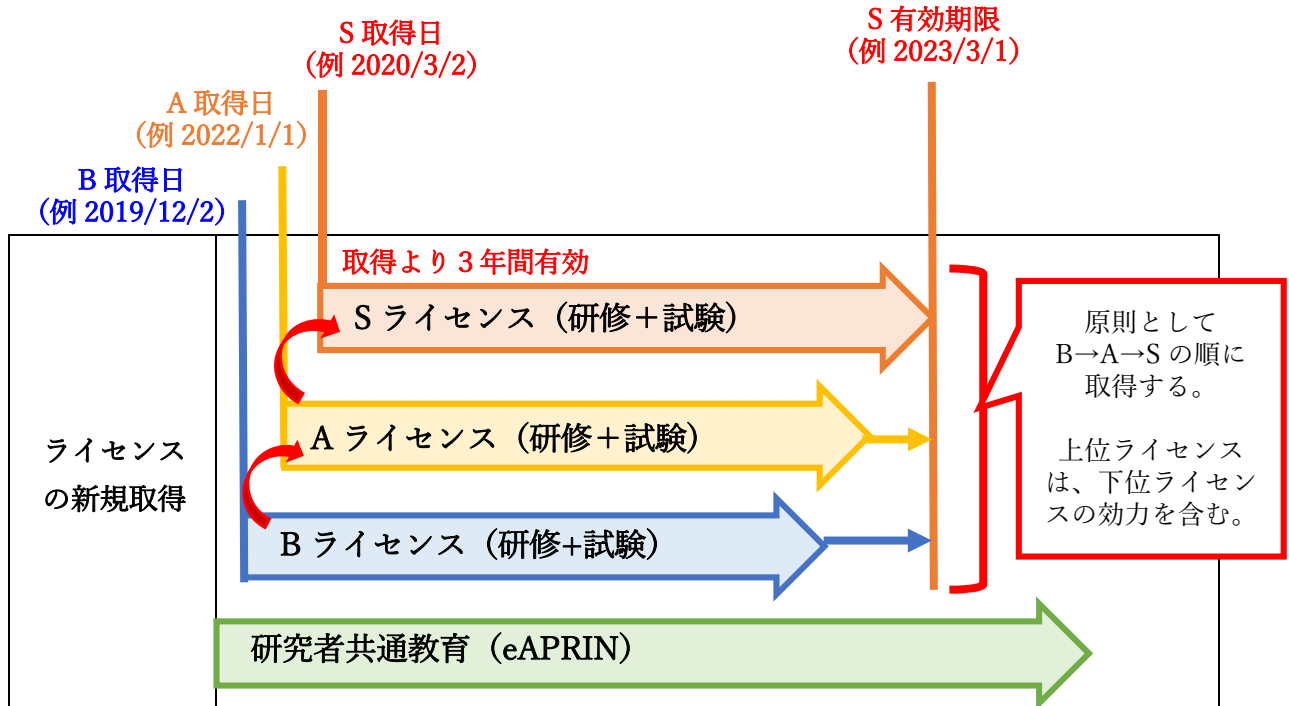 S 取得日
（例 2020/3/2）
S 有効期限
（例 2023/3/1）
A 取得日
（例 2022/1/1）
B 取得日
（例 2019/12/2）
取得より３年間有効
S ライセンス（研修＋試験）
A ライセンス（研修＋試験）
B ライセンス（研修+試験）
研究者共通教育（eAPRIN）
ライセンス
の新規取得
原則として
B→A→S の順に
取得する。
上位ライセンス
は、下位ライセン
スの効力を含む。